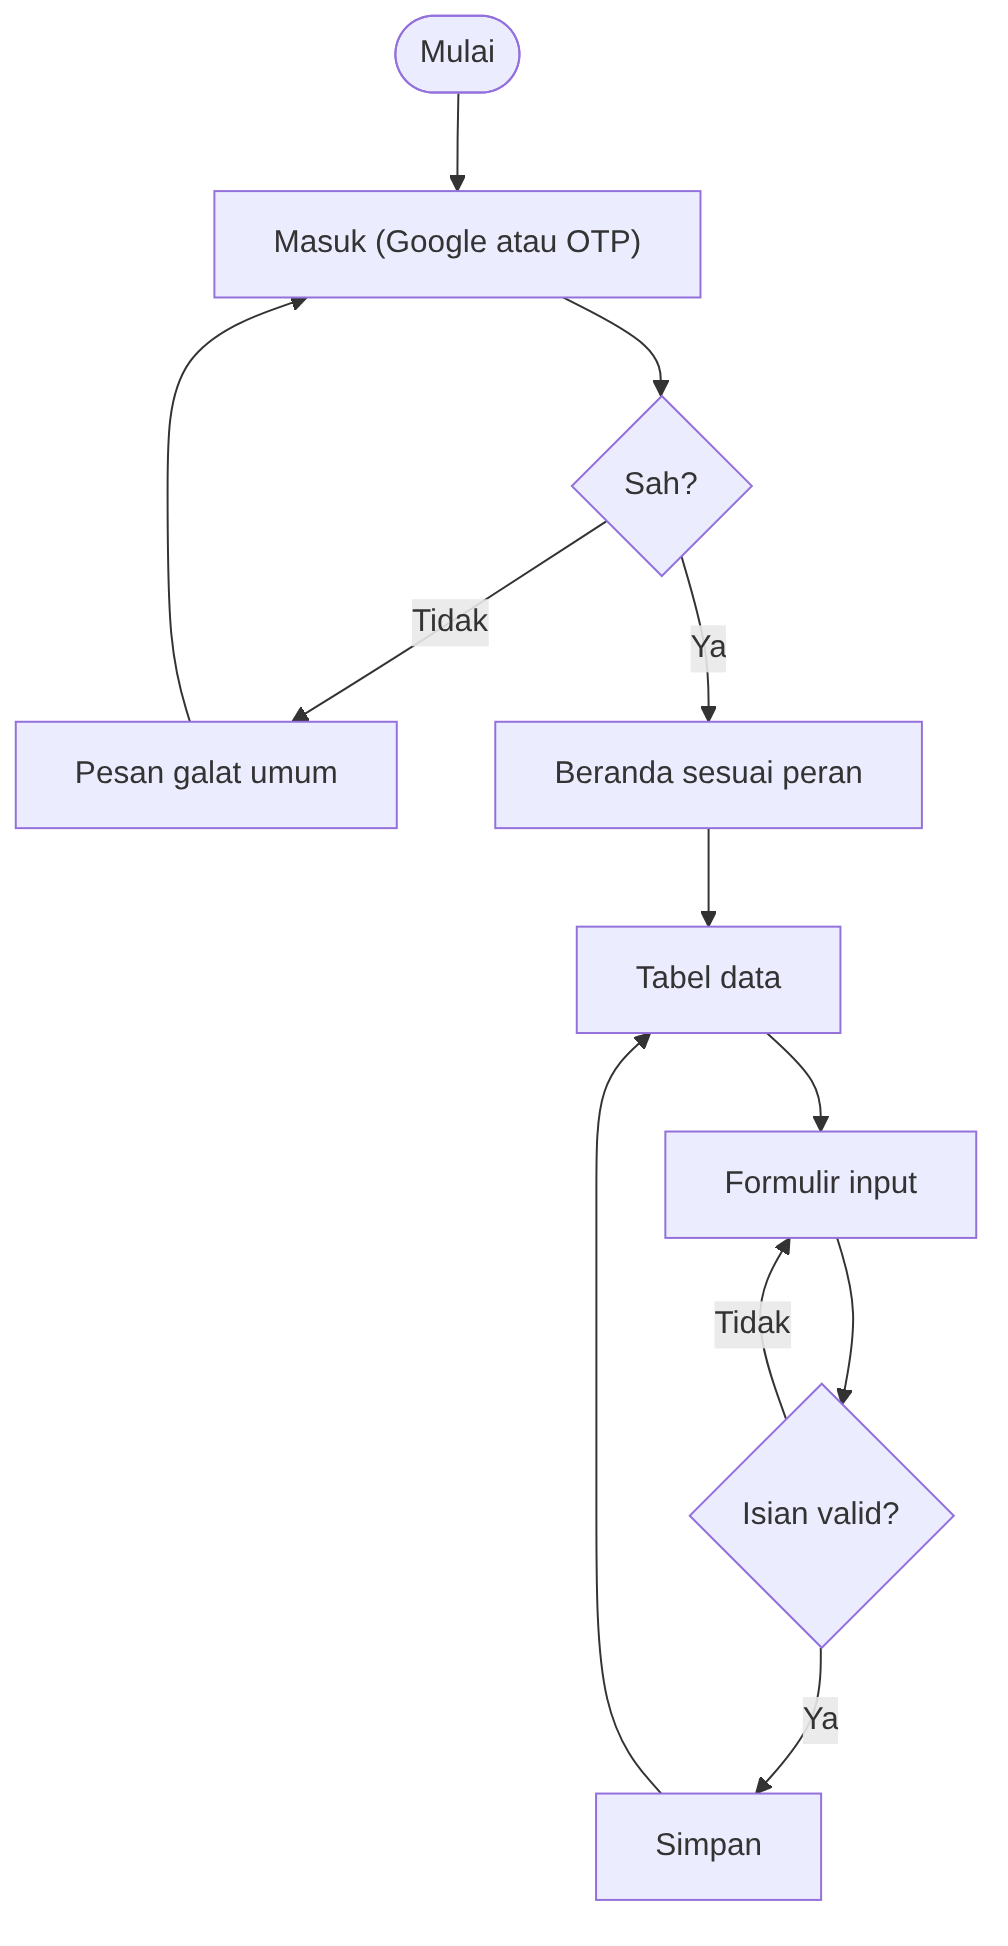 Mulai
Masuk (Google atau OTP)
Sah?
Tidak
Ya
Pesan galat umum
Beranda sesuai peran
Tabel data
Formulir input
Tidak
Isian valid?
Ya
Simpan